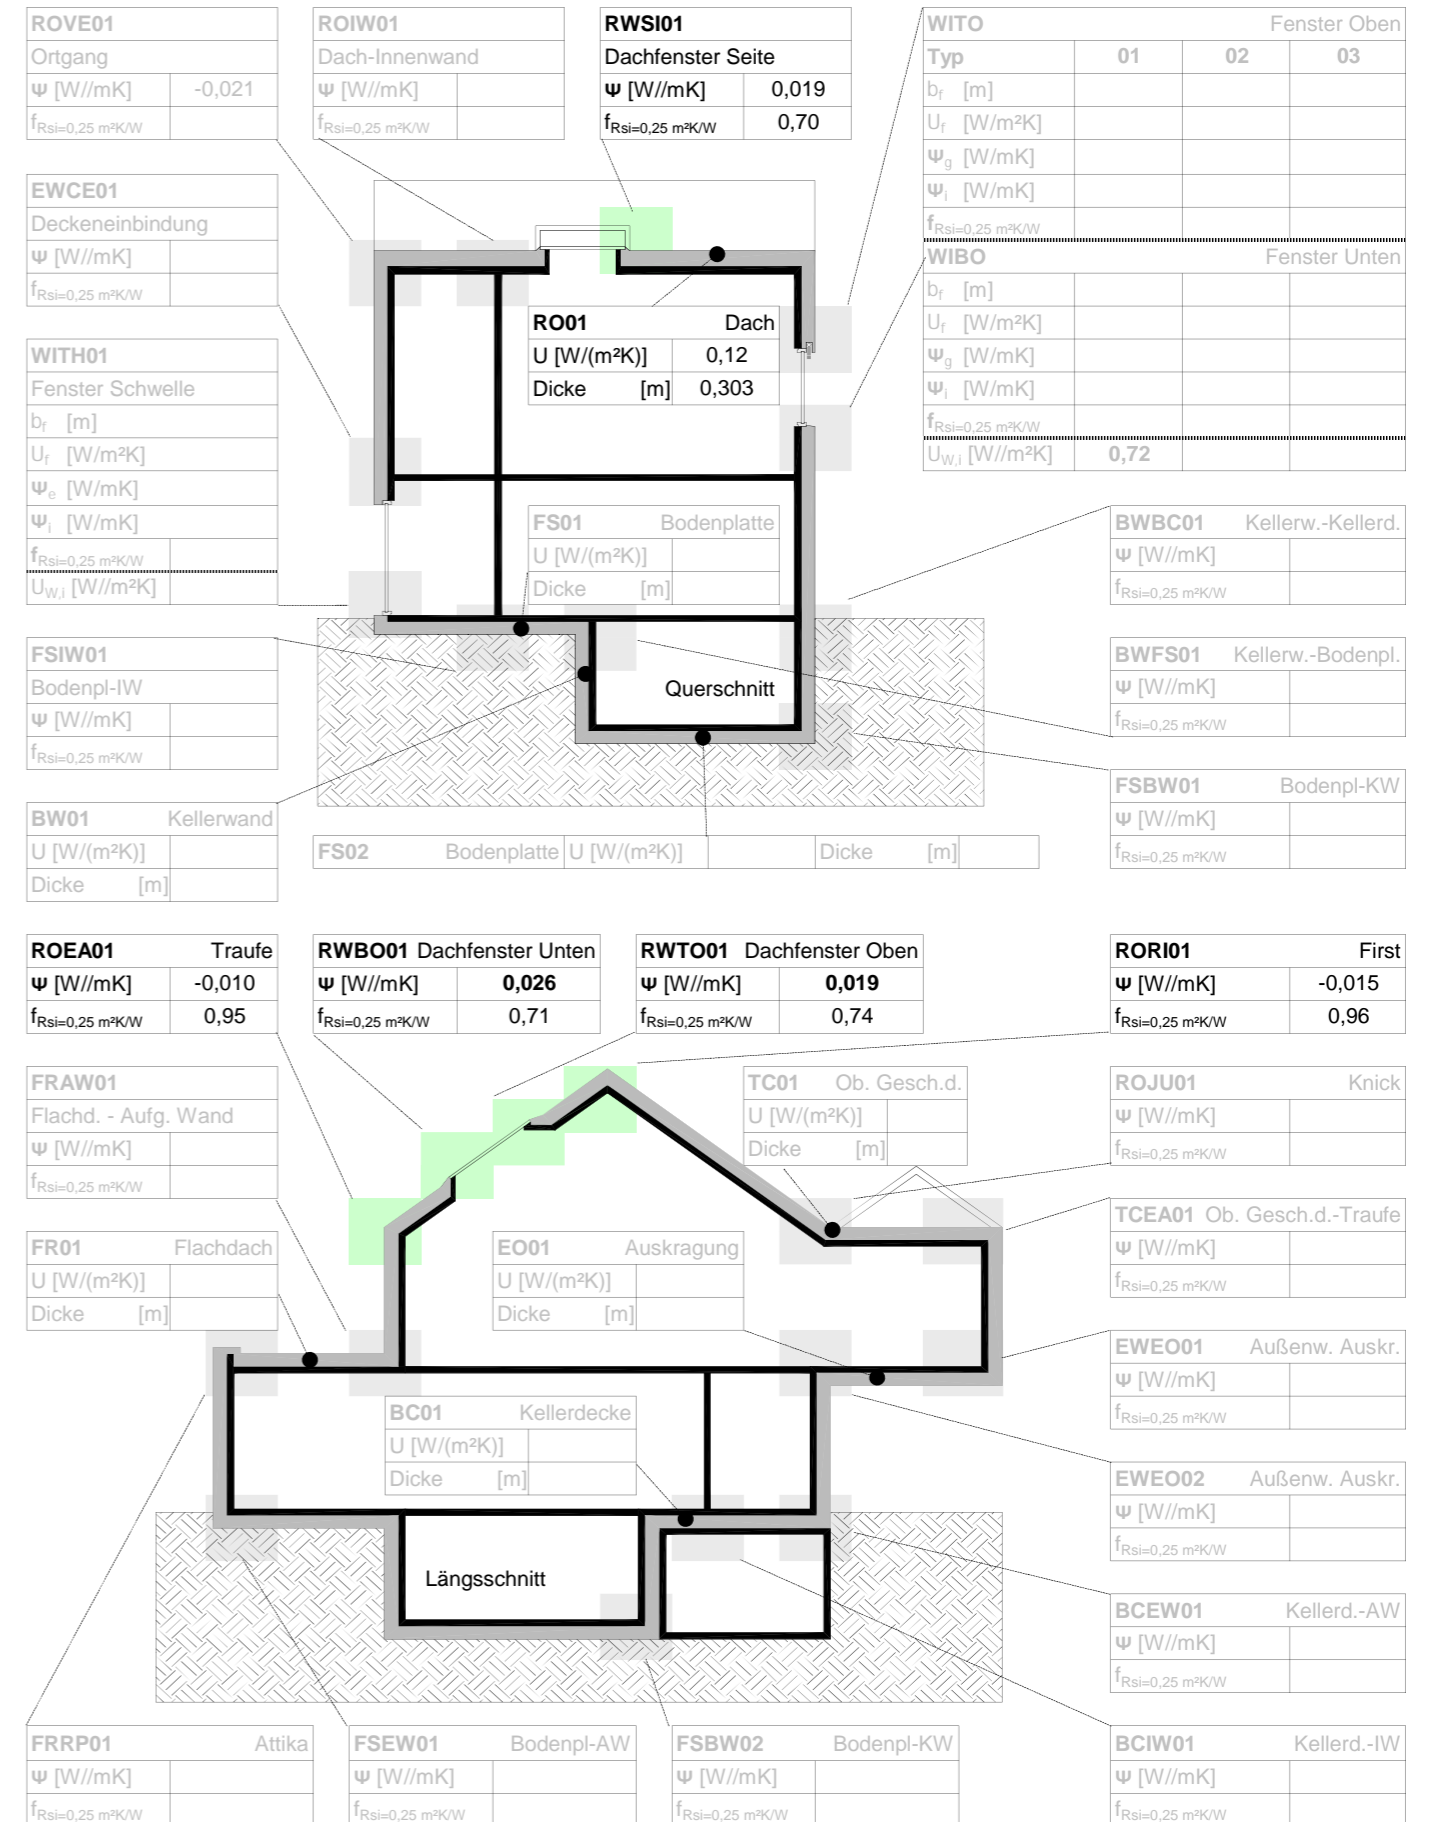 ROVE01
Ortgang
Ψ [W//mK] -0,021
fRsi=0,25 m²K/W
ROIW01
Dach-Innenwand
Ψ [W//mK]
fRsi=0,25 m²K/W
RWSI01
Dachfenster Seite
Ψ [W//mK] 0,019
fRsi=0,25 m²K/W 0,70
WITO Fenster Oben
Typ 01 02 03
bf [m]
Uf [W/m²K]
Ψg [W/mK]
Ψi [W/mK]
fRsi=0,25 m²K/W
WIBO Fenster Unten
bf [m]
Uf [W/m²K]
Ψg [W/mK]
Ψi [W/mK]
fRsi=0,25 m²K/W
UW,i [W//m²K] 0,72
EWCE01
Deckeneinbindung
Ψ [W//mK]
fRsi=0,25 m²K/W
RO01 Dach
U [W/(m²K)] 0,12
Dicke [m] 0,303
WITH01
Fenster Schwelle
bf [m]
Uf [W/m²K]
Ψe [W/mK]
Ψi [W/mK]
fRsi=0,25 m²K/W
UW,i [W//m²K]
FS01 Bodenplatte
U [W/(m²K)]
Dicke [m]
BWBC01 Kellerw.-Kellerd.
Ψ [W//mK]
fRsi=0,25 m²K/W
FSIW01
Bodenpl-IW
Ψ [W//mK]
fRsi=0,25 m²K/W
Querschnitt
BWFS01 Kellerw.-Bodenpl.
Ψ [W//mK]
fRsi=0,25 m²K/W
FSBW01 Bodenpl-KW
Ψ [W//mK]
fRsi=0,25 m²K/W
BW01 Kellerwand
U [W/(m²K)]
Dicke [m]
FS02 Bodenplatte U [W/(m²K)] Dicke [m]
ROEA01 Traufe
Ψ [W//mK] -0,010
fRsi=0,25 m²K/W 0,95
RWBO01 Dachfenster Unten
Ψ [W//mK] 0,026
fRsi=0,25 m²K/W 0,71
RWTO01 Dachfenster Oben
Ψ [W//mK] 0,019
fRsi=0,25 m²K/W 0,74
RORI01 First
Ψ [W//mK] -0,015
fRsi=0,25 m²K/W 0,96
FRAW01
Flachd. - Aufg. Wand
Ψ [W//mK]
fRsi=0,25 m²K/W
TC01 Ob. Gesch.d.
U [W/(m²K)]
Dicke [m]
ROJU01 Knick
Ψ [W//mK]
fRsi=0,25 m²K/W
TCEA01 Ob. Gesch.d.-Traufe
Ψ [W//mK]
fRsi=0,25 m²K/W
FR01 Flachdach
U [W/(m²K)]
Dicke [m]
EO01 Auskragung
U [W/(m²K)]
Dicke [m]
EWEO01 Außenw. Auskr.
Ψ [W//mK]
fRsi=0,25 m²K/W
BC01 Kellerdecke
U [W/(m²K)]
Dicke [m]
EWEO02 Außenw. Auskr.
Ψ [W//mK]
fRsi=0,25 m²K/W
Längsschnitt
BCEW01 Kellerd.-AW
Ψ [W//mK]
fRsi=0,25 m²K/W
FRRP01 Attika
Ψ [W//mK]
fRsi=0,25 m²K/W
FSEW01 Bodenpl-AW
Ψ [W//mK]
fRsi=0,25 m²K/W
FSBW02 Bodenpl-KW
Ψ [W//mK]
fRsi=0,25 m²K/W
BCIW01 Kellerd.-IW
Ψ [W//mK]
fRsi=0,25 m²K/W